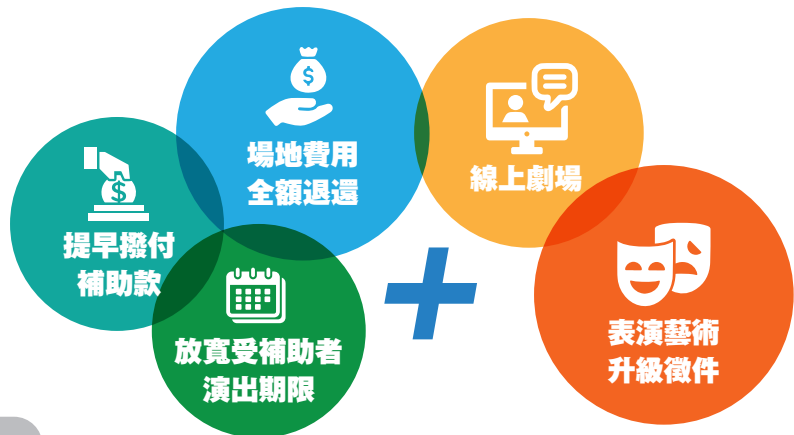 場地費用
全額退還
線上劇場
提早撥付
補助款
放寬受補助者
演出期限
表演藝術
升級徵件